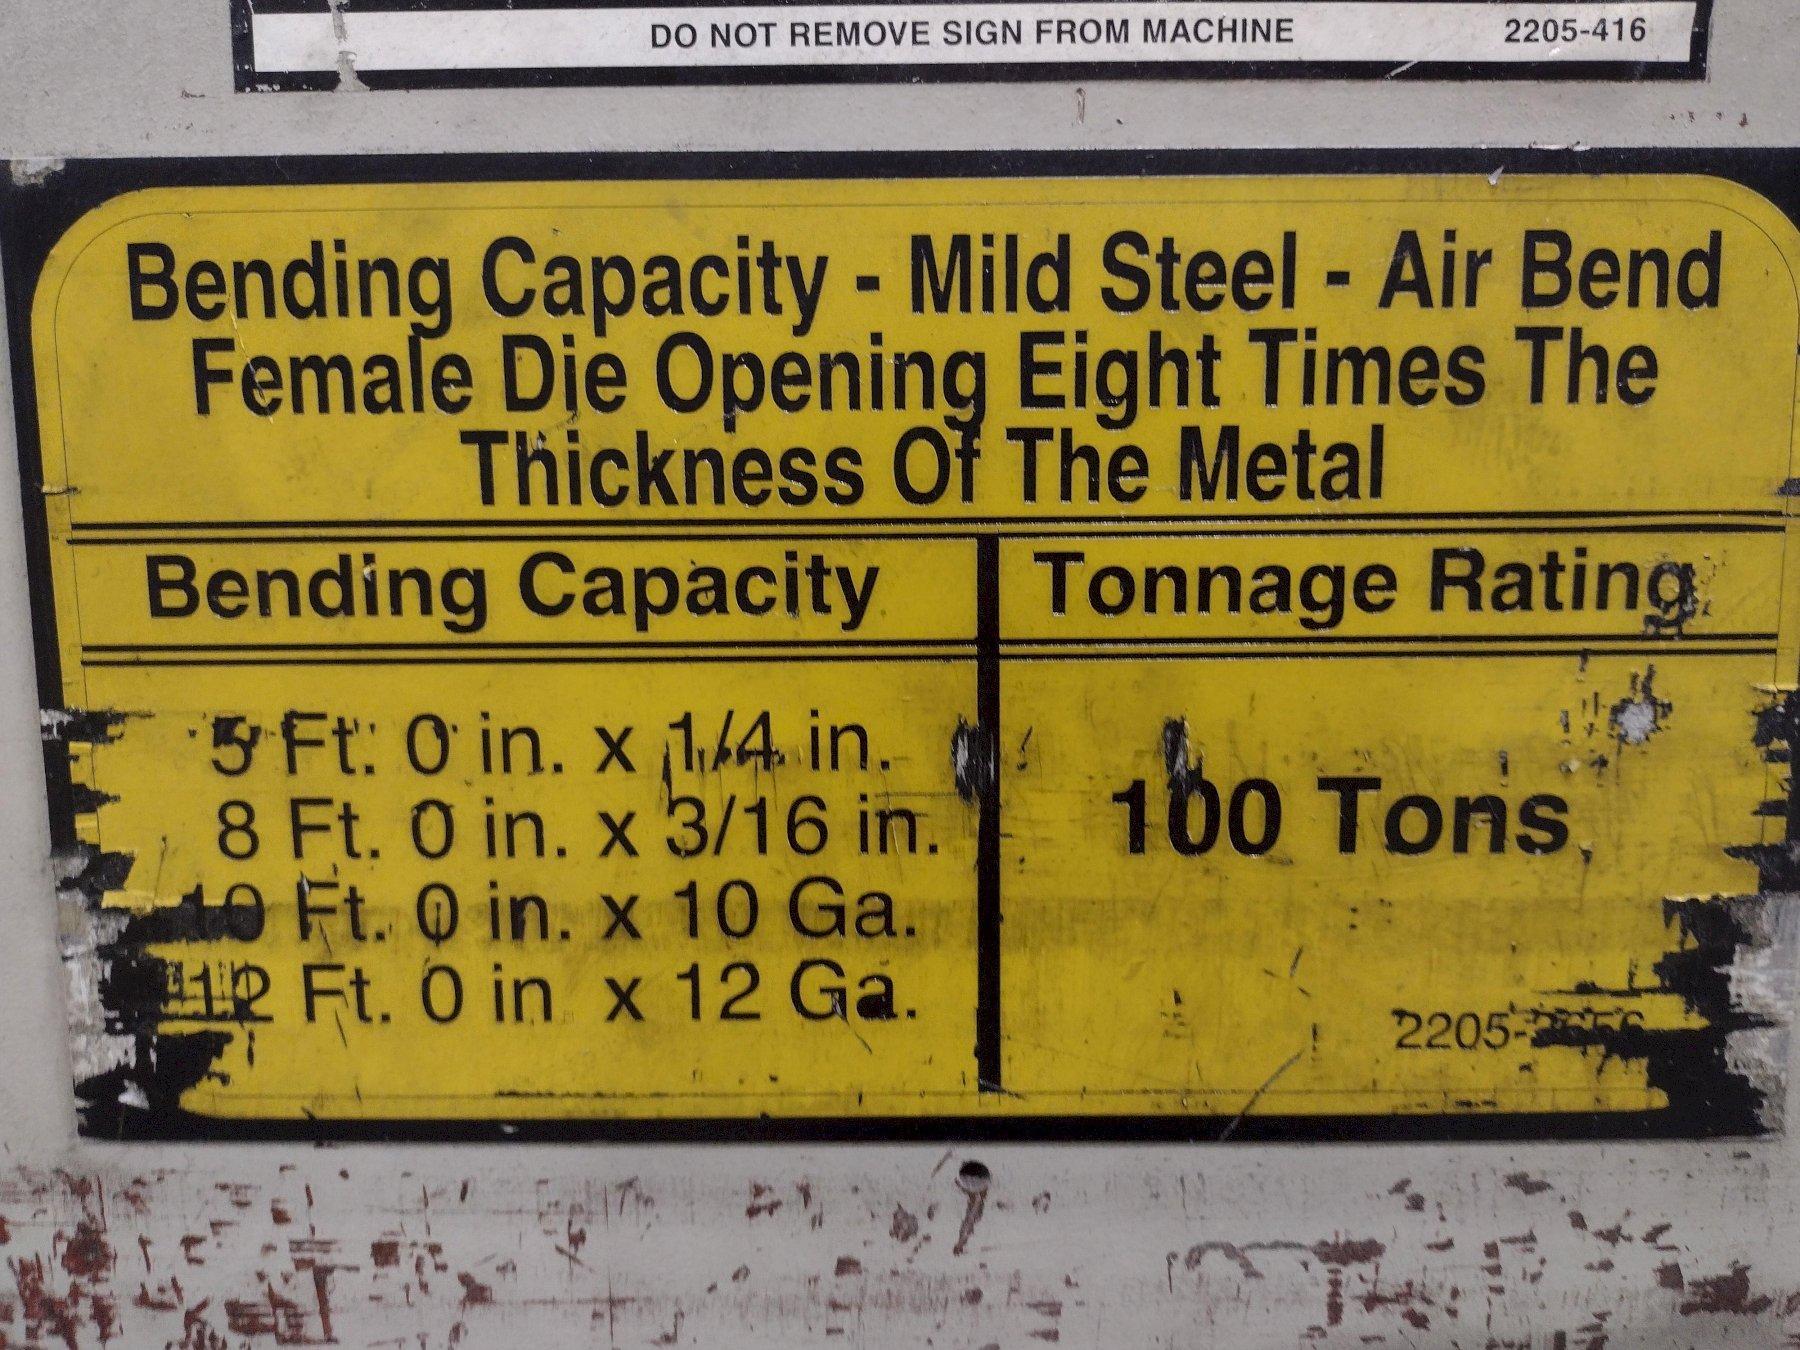 DO NOT REMOVE SIGN FROM MACHINE 2205-416
Bending Capacity - Mild Steel - Air Bend
Female Die Opening Eight Times The
Thickness Of The Metal
Bending Capacity Tonnage Rating
5 Ft. 0 in. x 1/4 in.
8 Ft. 0 in. x 3/16 in.
100 Tons
10 Ft. 0 in. x 10 Ga.
12 Ft. 0 in x 12 Ga.